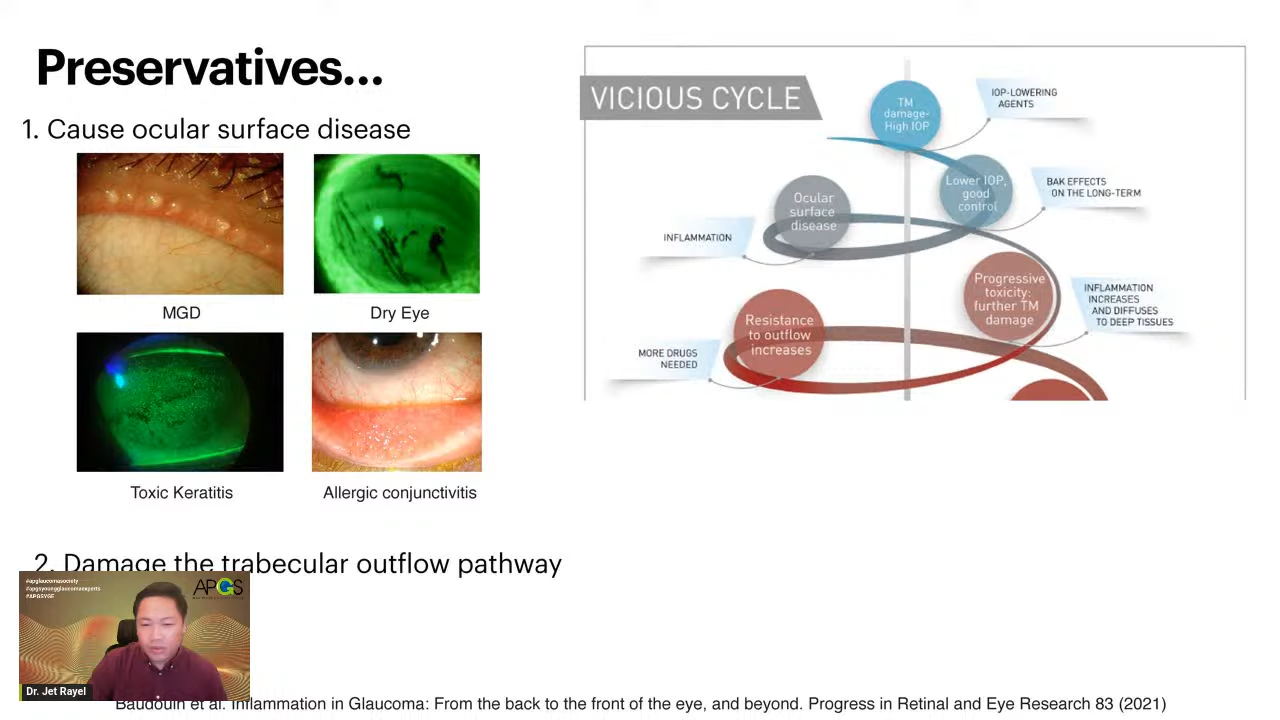 Preservatives...
1. Cause ocular surface disease
MGD
Dry Eye
Toxic Keratitis
Allergic conjunctivitis
2. Damage the trabecular outflow pathway
VICIOUS CYCLE
TM
damage-
High IOP
IOP-LOWERING
AGENTS
Lower IOP,
good
control
BAK EFFECTS
ON THE LONG-TERM
Ocular
surface
disease
INFLAMMATION
Progressive
toxicity:
further TM
damage
INFLAMMATION
INCREASES
AND DIFFUSES
TO DEEP TISSUES
Resistance
to outflow
increases
MORE DRUGS
NEEDED
#apglaucomasociety
#apgsyoungglaucomaexperts
#APGSYGE
APGS
Dr. Jet Rayel
Baudouin et al. Inflammation in Glaucoma: From the back to the front of the eye, and beyond. Progress in Retinal and Eye Research 83 (2021)